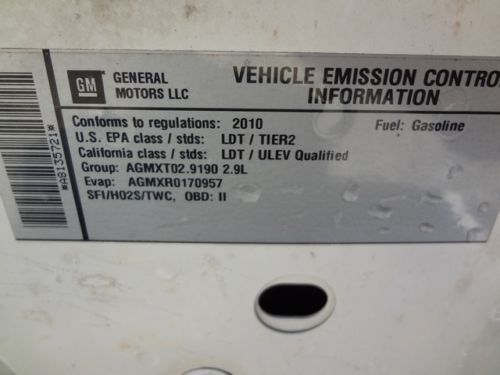 GM
GENERAL
MOTORS LLC
VEHICLE EMISSION CONTRO
INFORMATION
Conforms to regulations: 2010
Fuel: Gasoline
U.S. EPA class / stds: LDT / TIER2
California class / stds: LDT / ULEV Qualified
Group: AGMXT02.9190 2.9L
Evap: AGMXR0170957
SFI/HO2S/TWC, OBD: II
*A8135721*